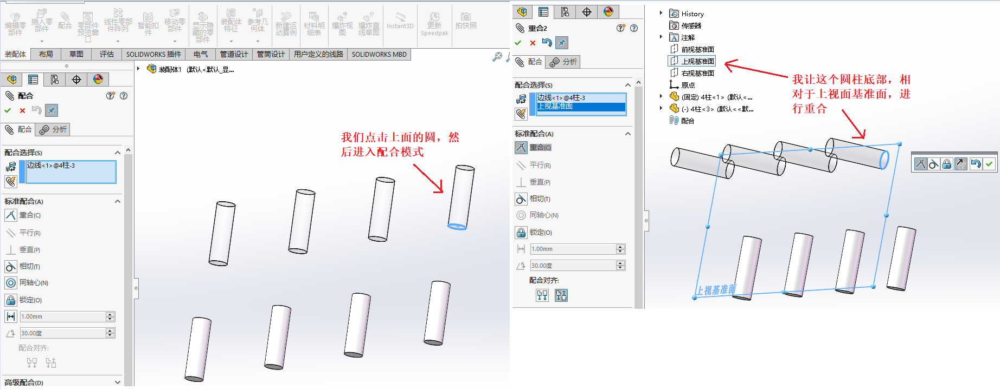 编辑零部件
插入零部件
配合
零部件预览窗口
线性零部件阵列
智能扣件
移动零部件
显示隐藏的零部件
装配体特征
参考几何体
新建运动算例
材料明细表
爆炸视图
爆炸直线草图
Instant3D
更新 Speedpak
拍快照
装配体 布局 草图 评估 SOLIDWORKS 插件 电气 管道设计 管筒设计 用户定义的线路 SOLIDWORKS MBD
装配体1 (默认<默认_显...
配合
配合 分析
配合选择(S)
边线<1>@4柱-3
标准配合(A)
重合(C)
平行(R)
垂直(P)
相切(T)
同轴心(N)
锁定(O)
1.00mm
30.00度
配合对齐:
高级配合(D)
我们点击上面的圆，然
后进入配合模式
重合2
配合 分析
配合选择(S)
边线<1>@4柱-3
上视基准面
标准配合(A)
重合(C)
平行(R)
垂直(P)
相切(T)
同轴心(N)
锁定(O)
1.00mm
30.00度
配合对齐:
History
传感器
注解
前视基准面
上视基准面
右视基准面
原点
(固定) 4柱<1> (默认<...
(-) 4柱<3> (默认<<默...
配合
我让这个圆柱底部，相
对于上视面基准面，进
行重合
上视基准面